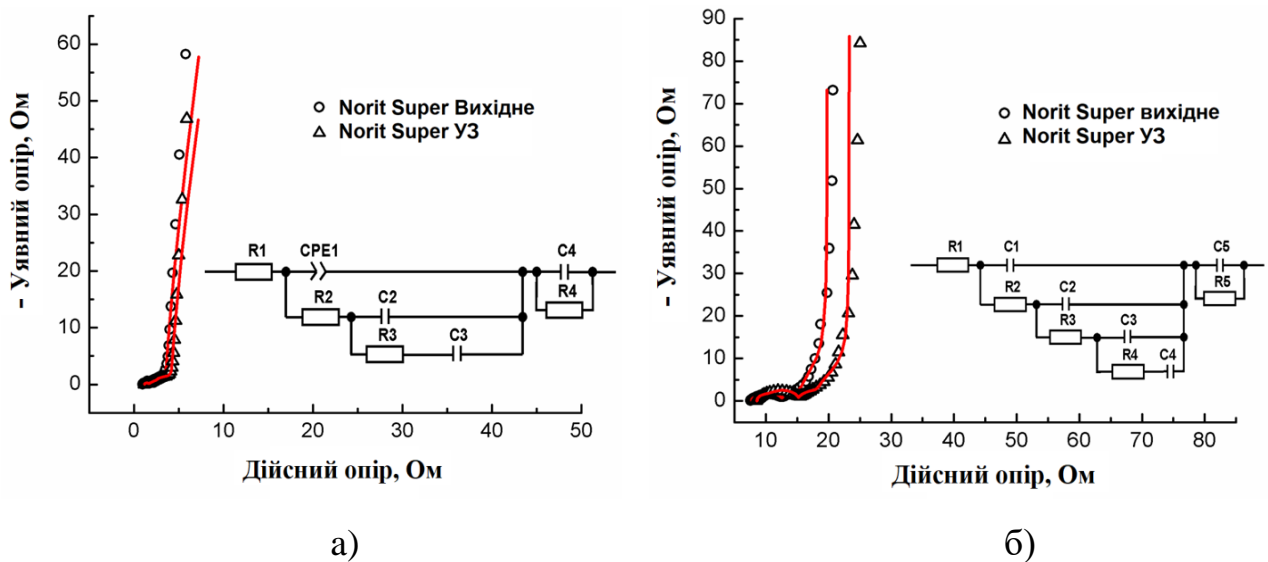 - Уявний опір, Ом
60
50
40
30
20
10
0
Norit Super Вихідне
Norit Super УЗ
R1
CPE1
C4
R2
C2
R4
R3
C3
0
10
20
30
40
50
Дійсний опір, Ом
а)
- Уявний опір, Ом
90
80
70
60
50
40
30
20
10
0
Norit Super вихідне
Norit Super УЗ
R1
C1
C5
R2
C2
R5
R3
C3
R4
C4
10
20
30
40
50
60
70
80
Дійсний опір, Ом
б)